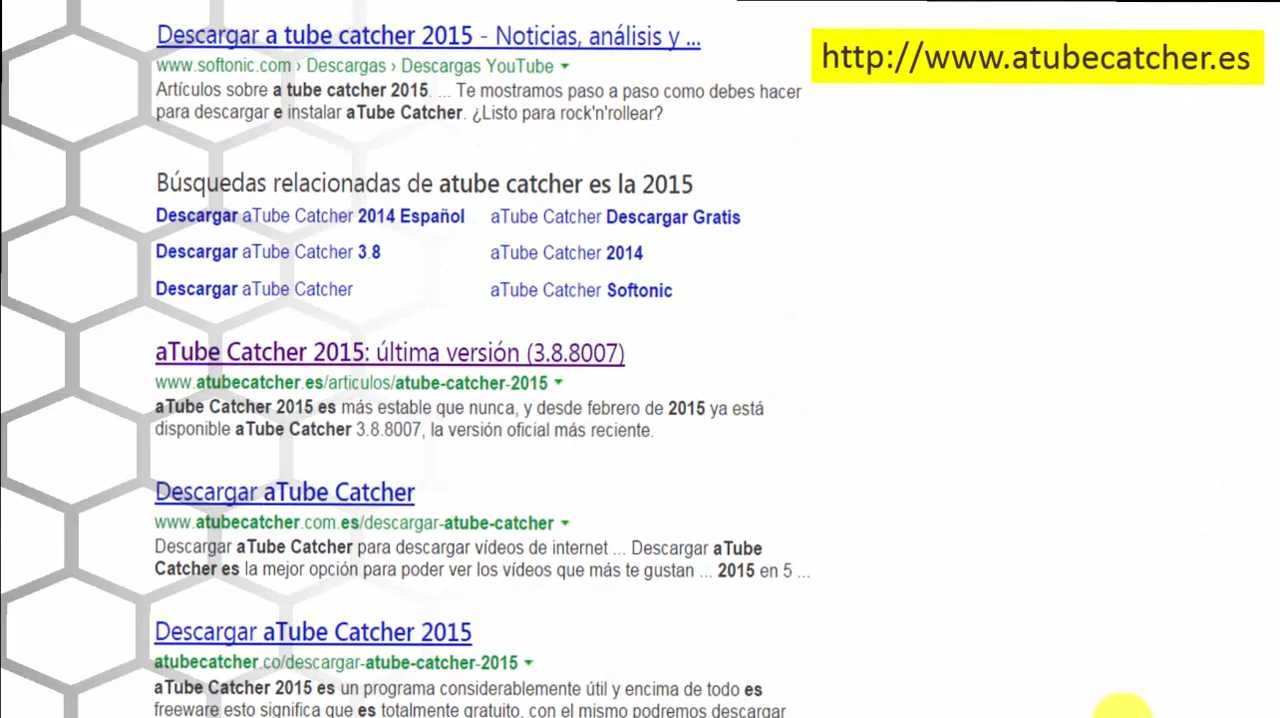 Descargar a tube catcher 2015 - Noticias, análisis y ...
http://www.atubecatcher.es
www.softonic.com › Descargas › Descargas YouTube
Artículos sobre a tube catcher 2015. ... Te mostramos paso a paso como debes hacer
para descargar e instalar aTube Catcher. ¿Listo para rock'n'rollear?
Búsquedas relacionadas de atube catcher es la 2015
Descargar aTube Catcher 2014 Español
aTube Catcher Descargar Gratis
Descargar aTube Catcher 3.8
aTube Catcher 2014
Descargar aTube Catcher
aTube Catcher Softonic
aTube Catcher 2015: última versión (3.8.8007)
www.atubecatcher.es/articulos/atube-catcher-2015
aTube Catcher 2015 es más estable que nunca, y desde febrero de 2015 ya está
disponible aTube Catcher 3.8.8007, la versión oficial más reciente.
Descargar aTube Catcher
www.atubecatcher.com.es/descargar-atube-catcher
Descargar aTube Catcher para descargar vídeos de internet ... Descargar aTube
Catcher es la mejor opción para poder ver los vídeos que más te gustan ... 2015 en 5 ...
Descargar aTube Catcher 2015
atubecatcher.co/descargar-atube-catcher-2015
aTube Catcher 2015 es un programa considerablemente útil y encima de todo es
freeware esto significa que es totalmente gratuito, con el mismo podremos descargar